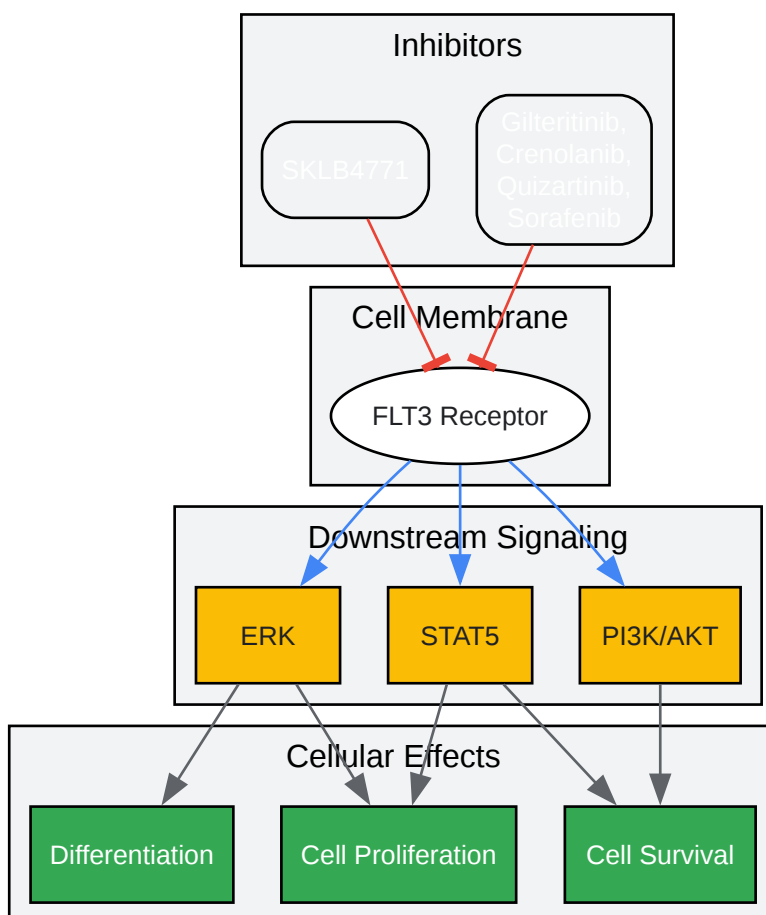 Inhibitors
SKLB4771
Gilteritinib,
Crenolanib,
Quizartinib,
Sorafenib
Cell Membrane
FLT3 Receptor
Downstream Signaling
ERK
STAT5
PI3K/AKT
Cellular Effects
Differentiation
Cell Proliferation
Cell Survival